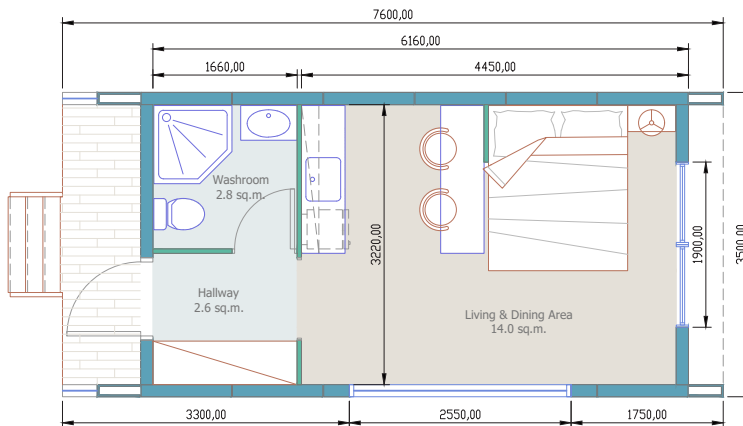 7600,00
6160,00
1660,00
4450,00
Washroom
2.8 sq.m.
3220,00
1900,00
3500,00
Hallway
2.6 sq.m.
Living & Dining Area
14.0 sq.m.
3300,00
2550,00
1750,00